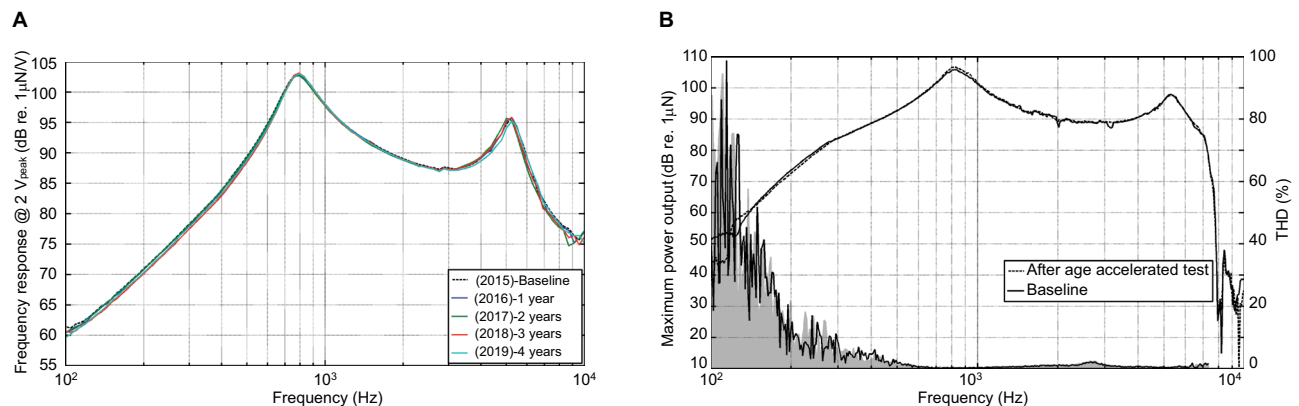 A
Frequency response @ 2 Vpeak (dB re. 1µN/V)
105
100
95
90
85
80
75
70
65
60
55
(2015)-Baseline
(2016)-1 year
(2017)-2 years
(2018)-3 years
(2019)-4 years
10²
10³
10⁴
Frequency (Hz)
B
Maximum power output (dB re. 1µN)
110
100
90
80
70
60
50
40
30
20
10
After age accelerated test
Baseline
100
80
60
40
20
0
THD (%)
10²
10³
10⁴
Frequency (Hz)